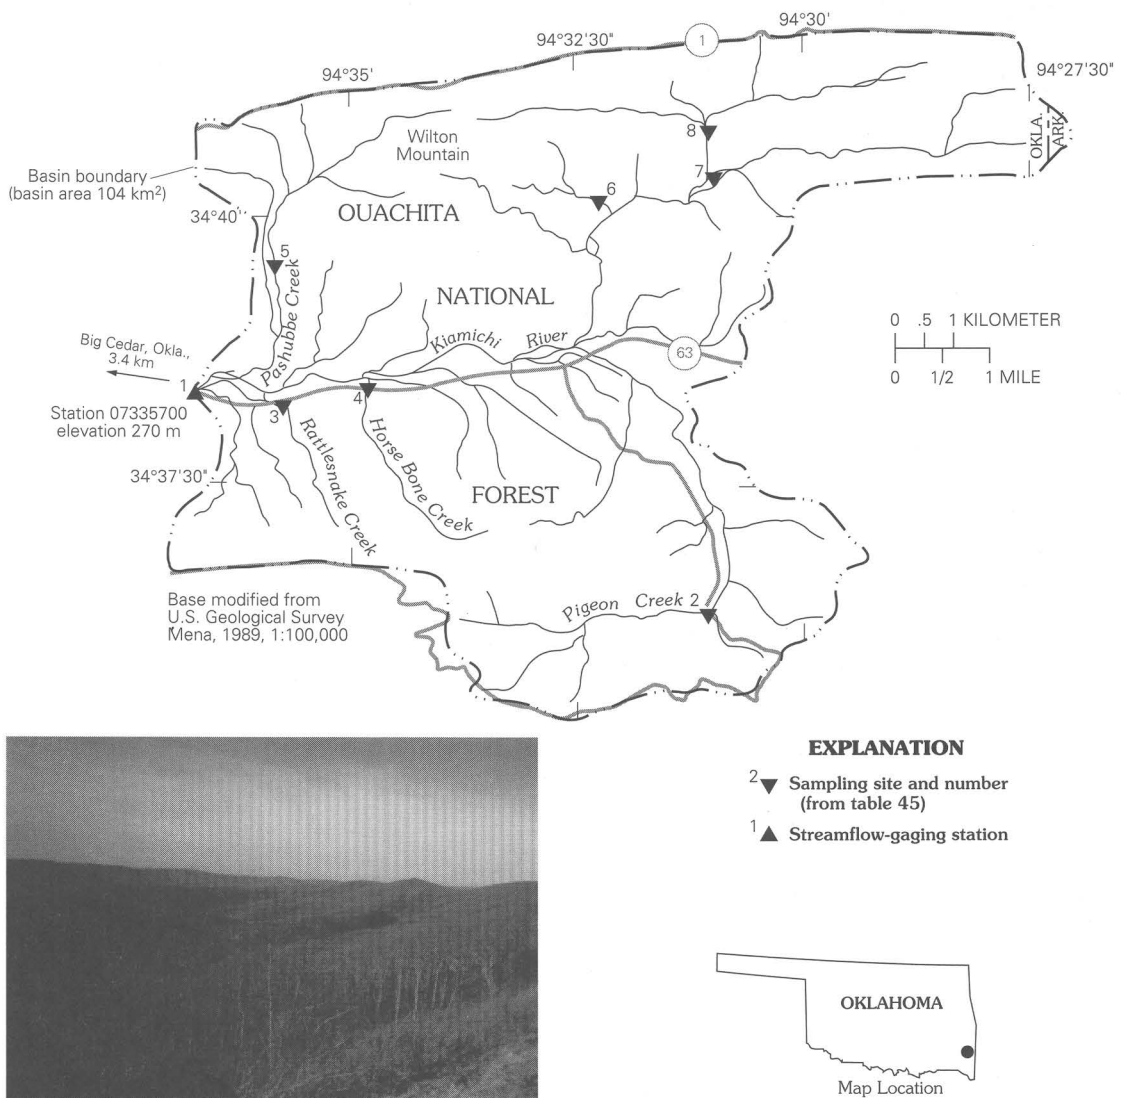 94°30'
94°32'30"
1
94°27'30"
94°35'
8
OKLA.
ARK.
Wilton
Mountain
Basin boundary
(basin area 104 km²)
7
6
34°40'
OUACHITA
5
Pashubbe Creek
NATIONAL
0 .5 1 KILOMETER
0 1/2 1 MILE
Kiamichi River
63
Big Cedar, Okla.,
3.4 km
1
4
3
Station 07335700
elevation 270 m
Rattlesnake Creek
Horse Bone Creek
34°37'30"
FOREST
Base modified from
U.S. Geological Survey
Mena, 1989, 1:100,000
Pigeon Creek 2
EXPLANATION
2 Sampling site and number
(from table 45)
1 Streamflow-gaging station
OKLAHOMA
Map Location